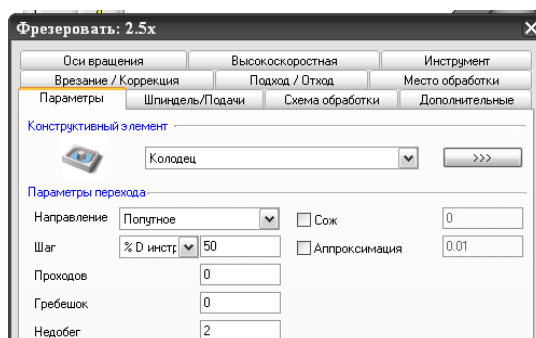 Фрезеровать: 2.5x
Оси вращения Высокоскоростная Инструмент
Врезание / Коррекция Подход / Отход Место обработки
Параметры Шпиндель/Подачи Схема обработки Дополнительные
Конструктивный элемент
Колодец >>>
Параметры перехода
Направление Попутное Сож 0
Шаг % D инстр 50 Аппроксимация 0.01
Проходов 0
Гребешок 0
Недобег 2